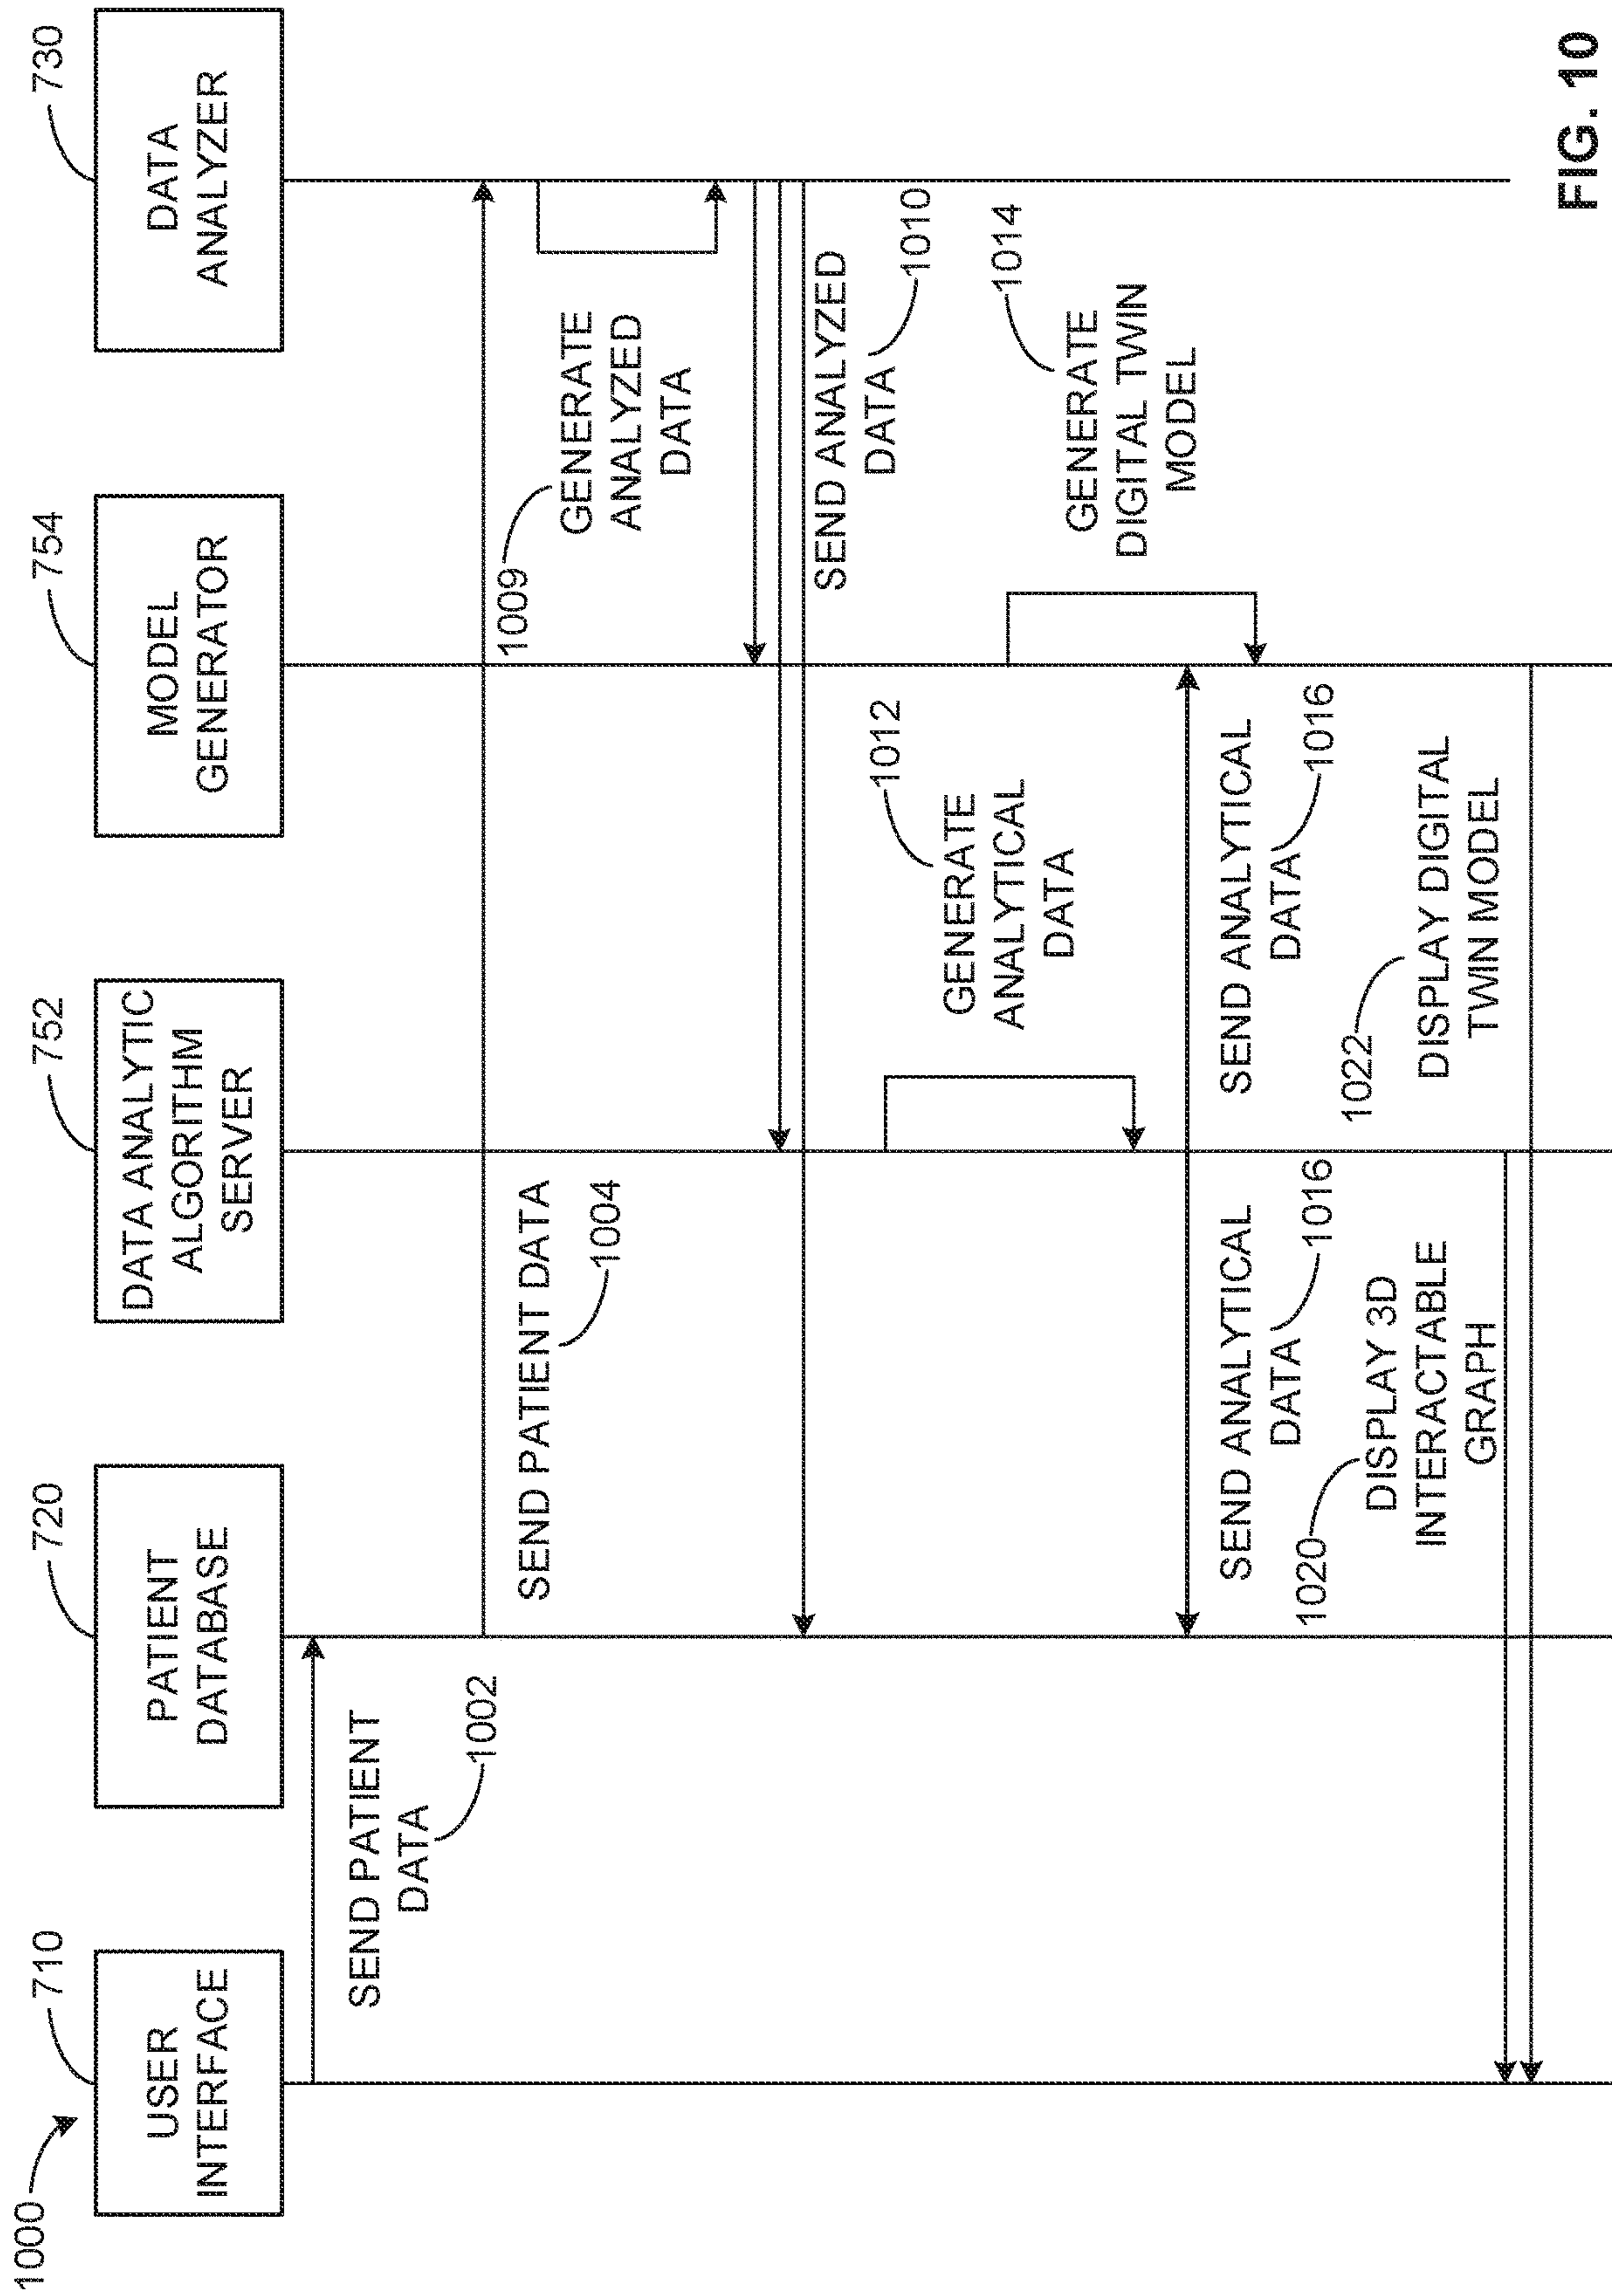 1000
710
USER
INTERFACE
720
PATIENT
DATABASE
752
DATA ANALYTIC
ALGORITHM
SERVER
754
MODEL
GENERATOR
730
DATA
ANALYZER
SEND PATIENT
DATA
1002
SEND PATIENT DATA
1004
1009
GENERATE
ANALYZED
DATA
SEND ANALYZED
DATA
1010
1012
GENERATE
ANALYTICAL
DATA
1014
GENERATE
DIGITAL TWIN
MODEL
SEND ANALYTICAL
DATA
1016
SEND ANALYTICAL
DATA
1016
1020
DISPLAY 3D
INTERACTABLE
GRAPH
1022
DISPLAY DIGITAL
TWIN MODEL
FIG. 10